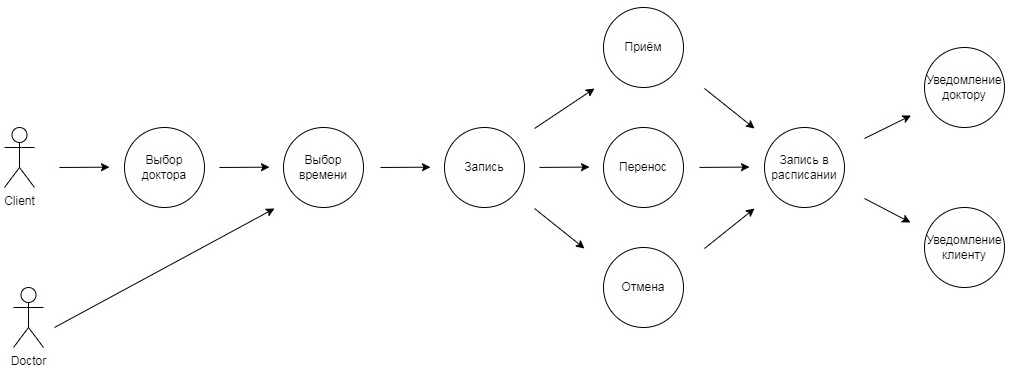 Client
Doctor
Выбор
доктора
Выбор
времени
Запись
Приём
Перенос
Отмена
Запись в
расписании
Уведомление
доктору
Уведомление
клиенту